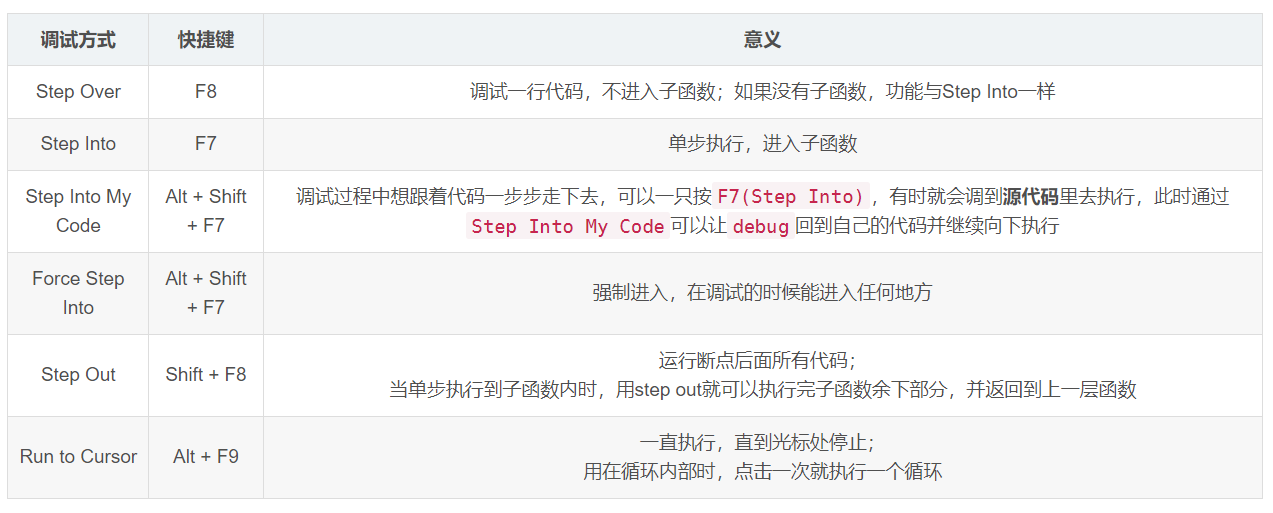 调试方式 快捷键 意义
Step Over F8 调试一行代码，不进入子函数；如果没有子函数，功能与Step Into一样
Step Into F7 单步执行，进入子函数
Step Into My
Code
Alt + Shift
+ F7
调试过程中想跟着代码一步步走下去，可以一只按 F7(Step Into)，有时就会调到源代码里去执行，此时通过
Step Into My Code 可以让 debug 回到自己的代码并继续向下执行
Force Step
Into
Alt + Shift
+ F7
强制进入，在调试的时候能进入任何地方
Step Out Shift + F8
运行断点后面所有代码；
当单步执行到子函数内时，用step out就可以执行完子函数余下部分，并返回到上一层函数
Run to Cursor Alt + F9
一直执行，直到光标处停止；
用在循环内部时，点击一次就执行一个循环